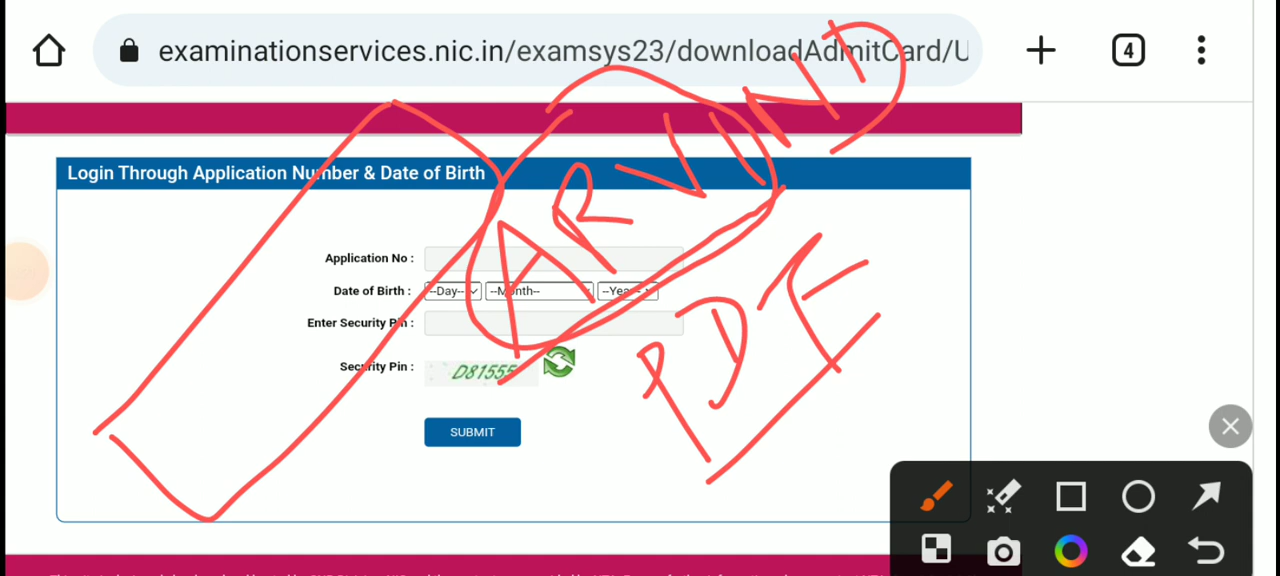 examinationservices.nic.in/examsys23/downloadAdmitCard/U
4
Login Through Application Number & Date of Birth
Application No :
Date of Birth : --Day-- --Month-- --Year--
Enter Security Pin :
Security Pin : D81555
SUBMIT
ARVIND
PDF